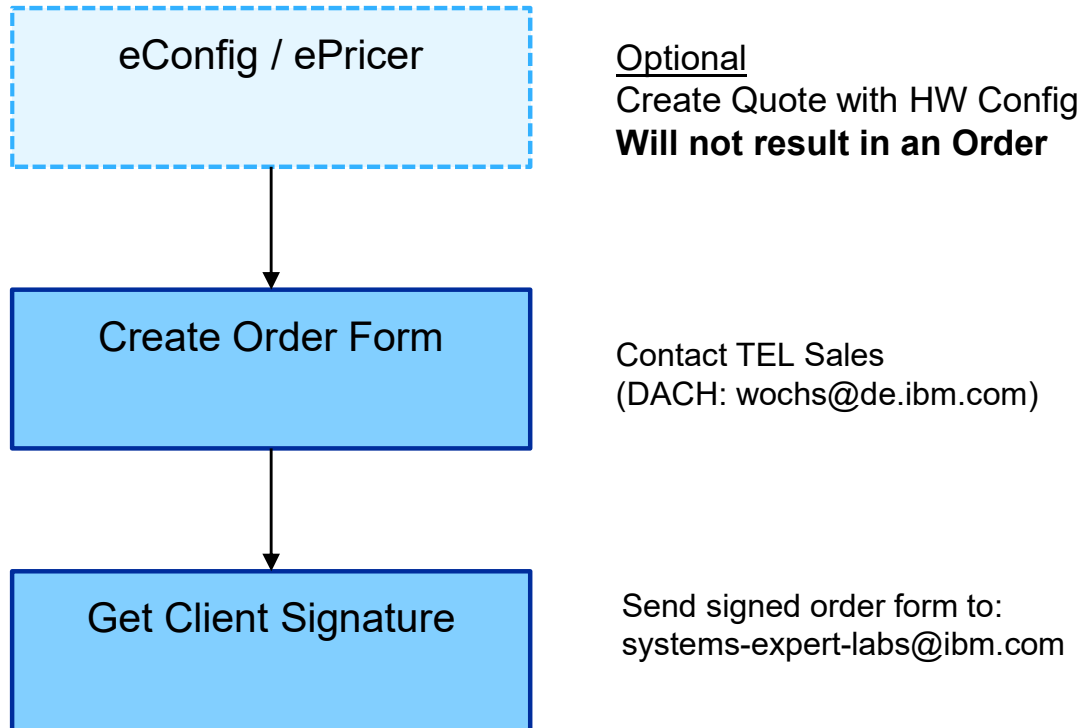 eConfig / ePricer
Optional
Create Quote with HW Config
Will not result in an Order
Create Order Form
Contact TEL Sales
(DACH: wochs@de.ibm.com)
Get Client Signature
Send signed order form to:
systems-expert-labs@ibm.com